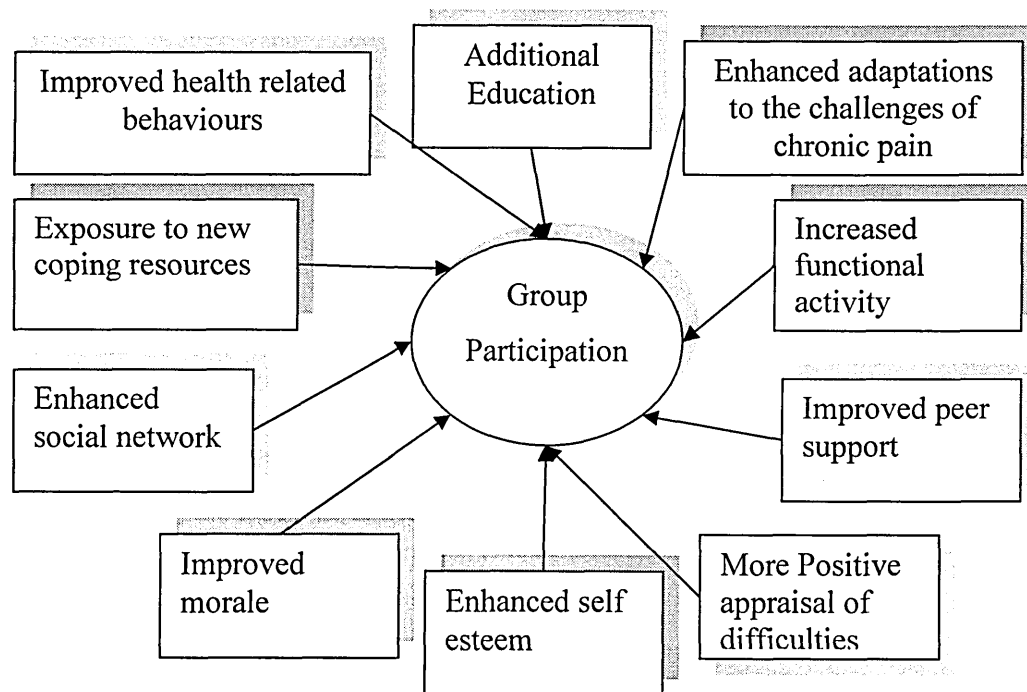 Improved health related
behaviours
Additional
Education
Enhanced adaptations
to the challenges of
chronic pain
Exposure to new
coping resources
Group
Participation
Increased
functional
activity
Enhanced
social network
Improved peer
support
Improved
morale
Enhanced self
esteem
More Positive
appraisal of
difficulties